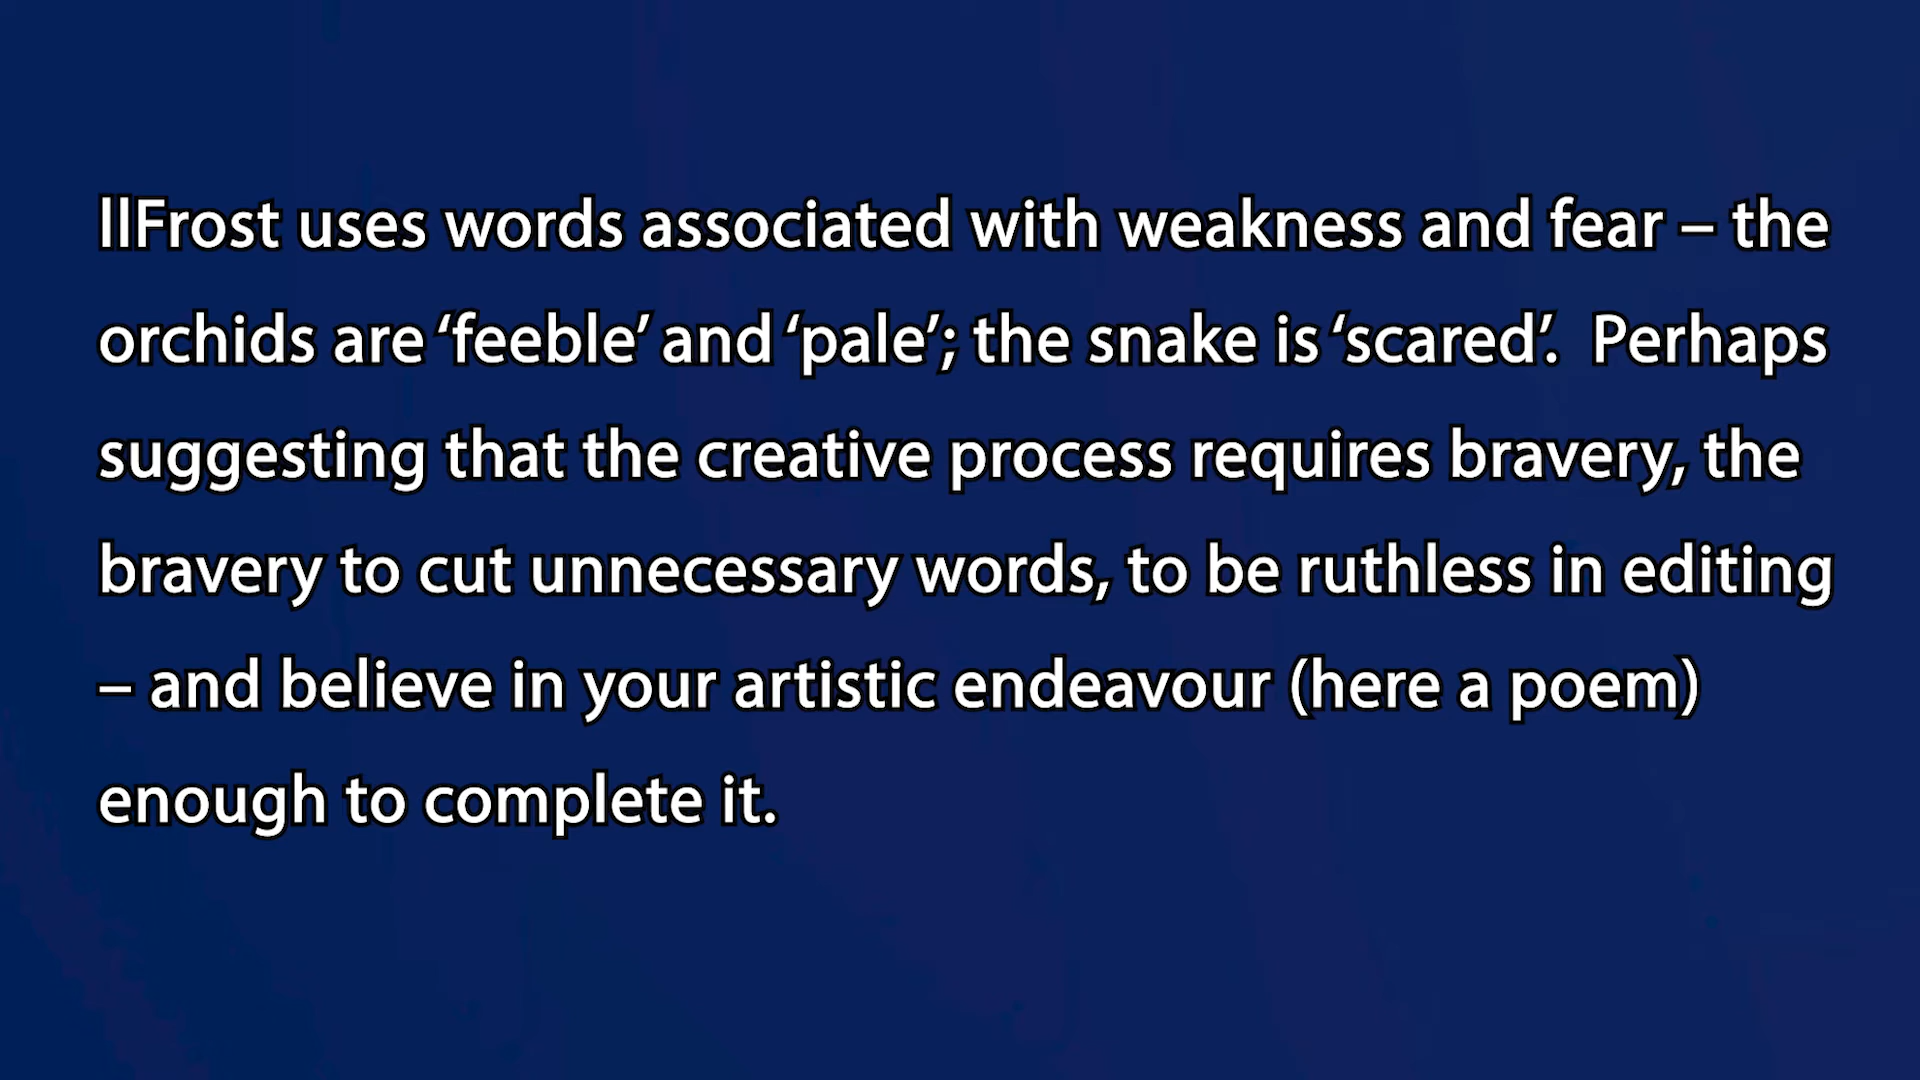 llFrost uses words associated with weakness and fear – the
orchids are ‘feeble’ and ‘pale’; the snake is ‘scared’.  Perhaps
suggesting that the creative process requires bravery, the
bravery to cut unnecessary words, to be ruthless in editing
– and believe in your artistic endeavour (here a poem)
enough to complete it.